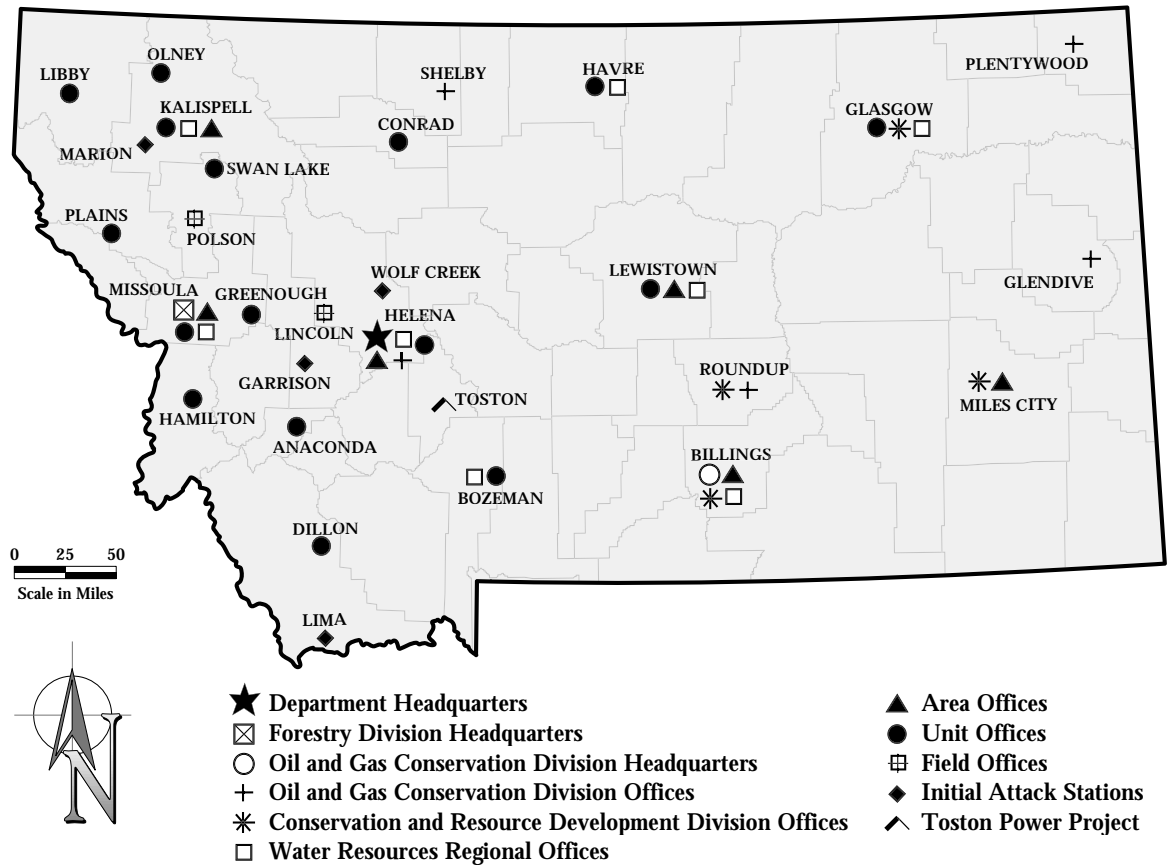 OLNEY
LIBBY
SHELBY
HAVRE
PLENTYWOOD
KALISPELL
CONRAD
GLASGOW
MARION
SWAN LAKE
PLAINS
POLSON
WOLF CREEK
LEWISTOWN
GLENDIVE
MISSOULA
GREENOUGH
LINCOLN
HELENA
GARRISON
ROUNDUP
HAMILTON
TOSTON
MILES CITY
ANACONDA
BILLINGS
BOZEMAN
DILLON
LIMA
0 25 50
Scale in Miles
N
Department Headquarters
Forestry Division Headquarters
Oil and Gas Conservation Division Headquarters
Oil and Gas Conservation Division Offices
Conservation and Resource Development Division Offices
Water Resources Regional Offices
Area Offices
Unit Offices
Field Offices
Initial Attack Stations
Toston Power Project